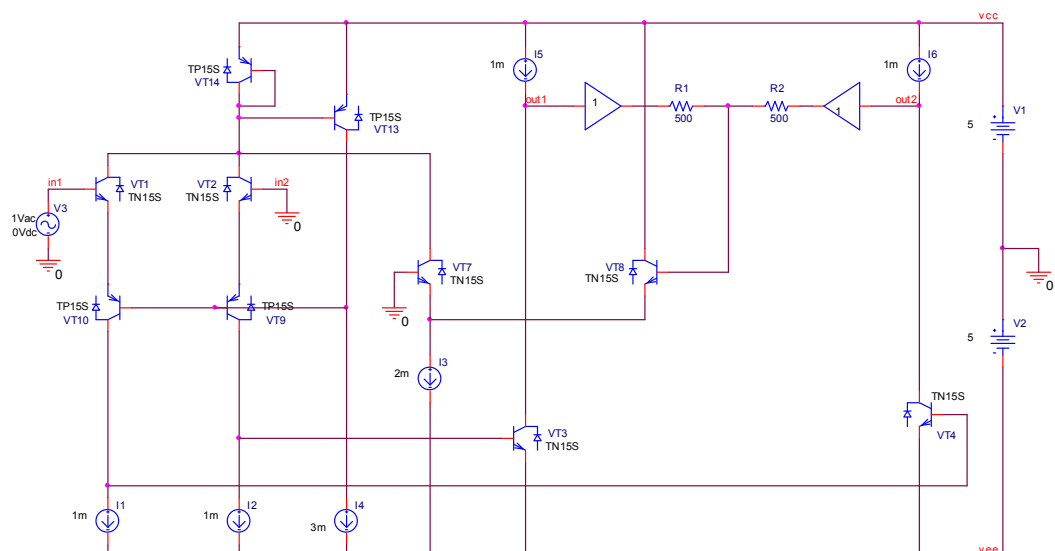 vcc
I5
1m
I6
1m
TP15S
VT14
TP15S
VT13
out1
1
R1
500
R2
500
1
out2
V1
5
in1
VT1
TN15S
V3
1Vac
0Vdc
0
VT2
TN15S
in2
0
VT7
TN15S
0
VT8
TN15S
0
TP15S
VT10
TP15S
VT9
V2
5
I3
2m
TN15S
VT4
VT3
TN15S
I1
1m
I2
1m
I4
3m
vee